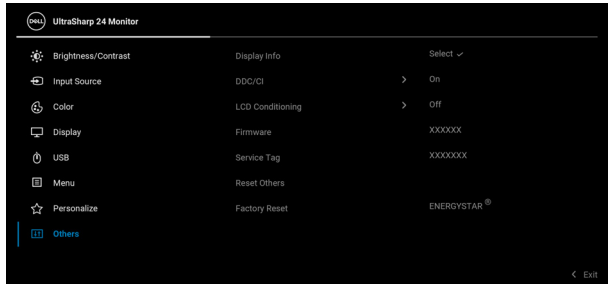 DELL UltraSharp 24 Monitor
Brightness/Contrast Display Info Select ✓
Input Source DDC/CI > On
Color LCD Conditioning > Off
Display Firmware XXXXXX
USB Service Tag XXXXXXX
Menu Reset Others
Personalize Factory Reset ENERGYSTAR ®
Others
< Exit